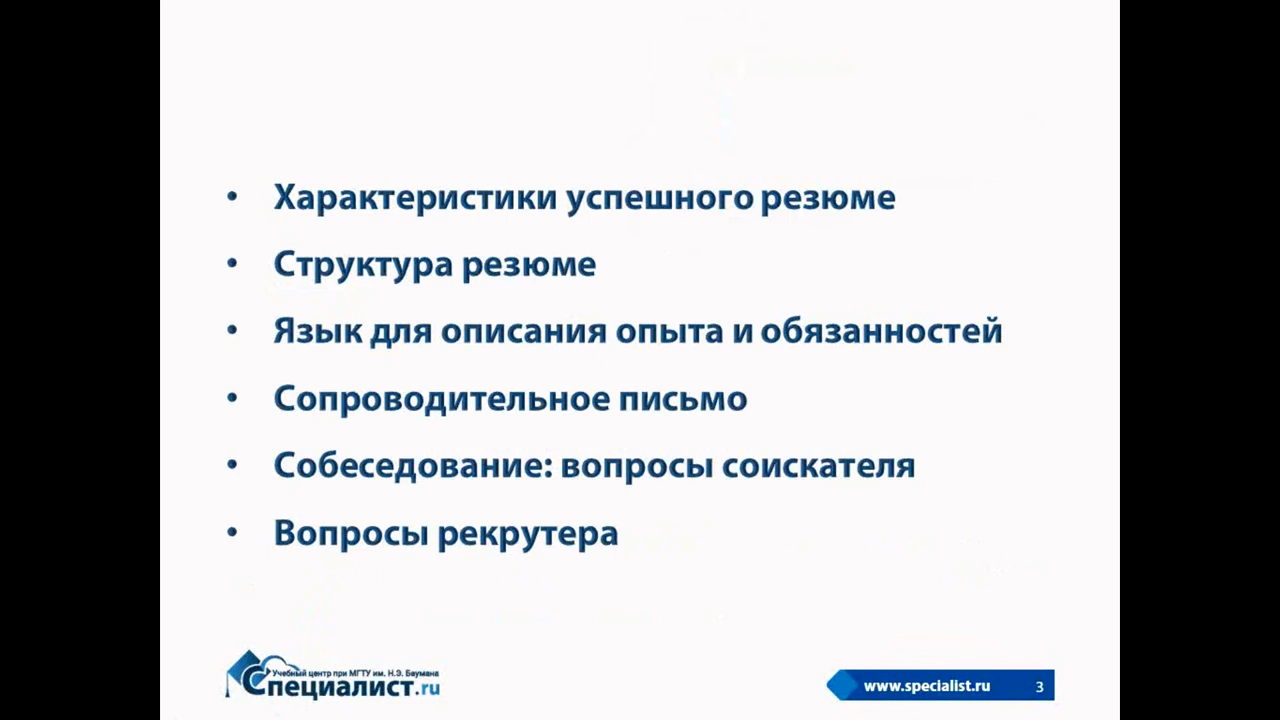 • Характеристики успешного резюме
• Структура резюме
• Язык для описания опыта и обязанностей
• Сопроводительное письмо
• Собеседование: вопросы соискателя
• Вопросы рекрутера
Учебный центр при МГТУ им. Н.Э. Баумана
Специалист.ru
www.specialist.ru 3